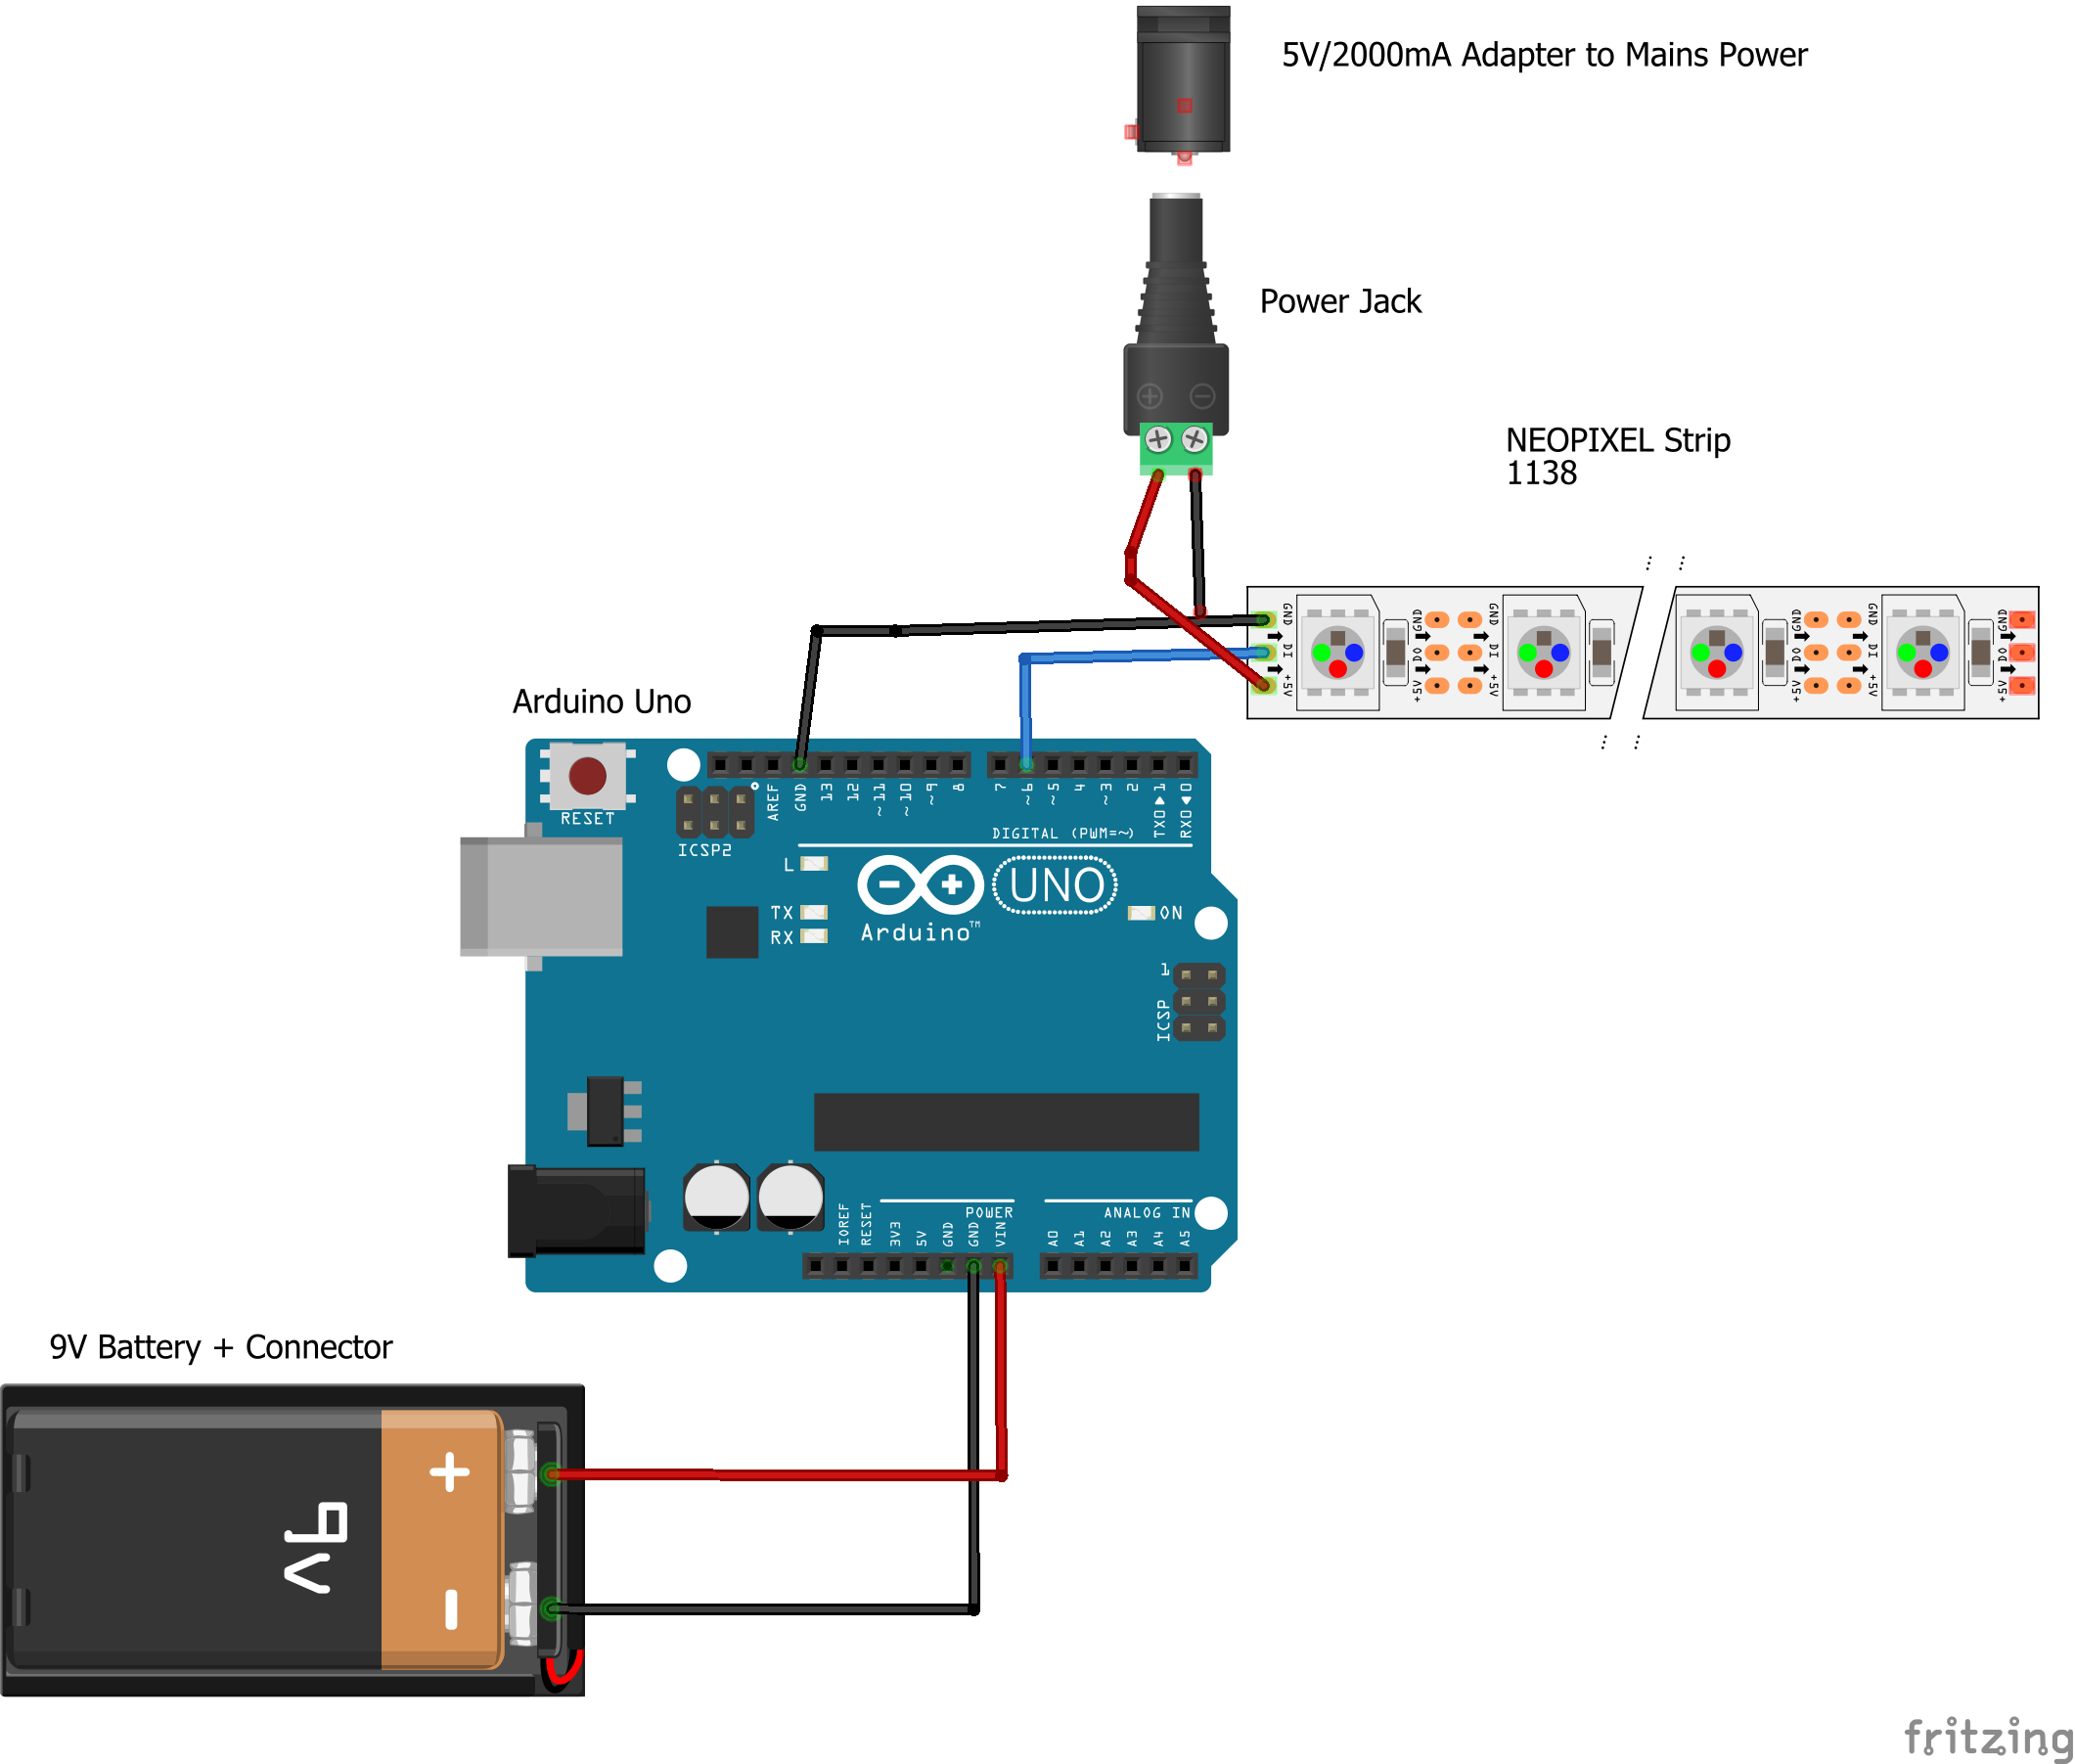 5V/2000mA Adapter to Mains Power
Power Jack
+ −
NEOPIXEL Strip
1138
GND DI +5V
GND DO +5V
GND DI +5V
GND DO +5V
GND DI +5V
GND DO +5V
Arduino Uno
RESET
ICSP2
AREF GND 13 12 ~11 ~10 ~9 8 7 ~6 ~5 4 ~3 2 TX0▶1 RX0◀0
DIGITAL (PWM=~)
L
TX
RX
Arduino™
UNO
ON
1
ICSP
POWER
ANALOG IN
IOREF RESET 3V3 5V GND GND VIN A0 A1 A2 A3 A4 A5
9V Battery + Connector
+
9V
−
fritzing